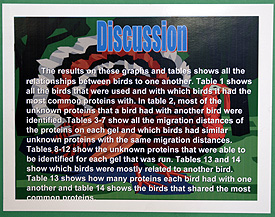 Discussion
The results on these graphs and tables shows all the
relationships between birds to one another. Table 1 shows
all the birds that were used and with which birds it had the
most common proteins with. In table 2, most of the
unknown proteins that a bird had with another bird were
identified. Tables 3-7 show all the migration distances
of the proteins on each gel and which birds had similar
unknown proteins with the same migration distances.
Tables 8-12 show the unknown proteins that were able to
be identified for each gel that was run. Tables 13 and 14
show which birds were mostly related to another bird.
Table 13 shows how many proteins each bird had with one
another and table 14 shows the birds that shared the most
common proteins.